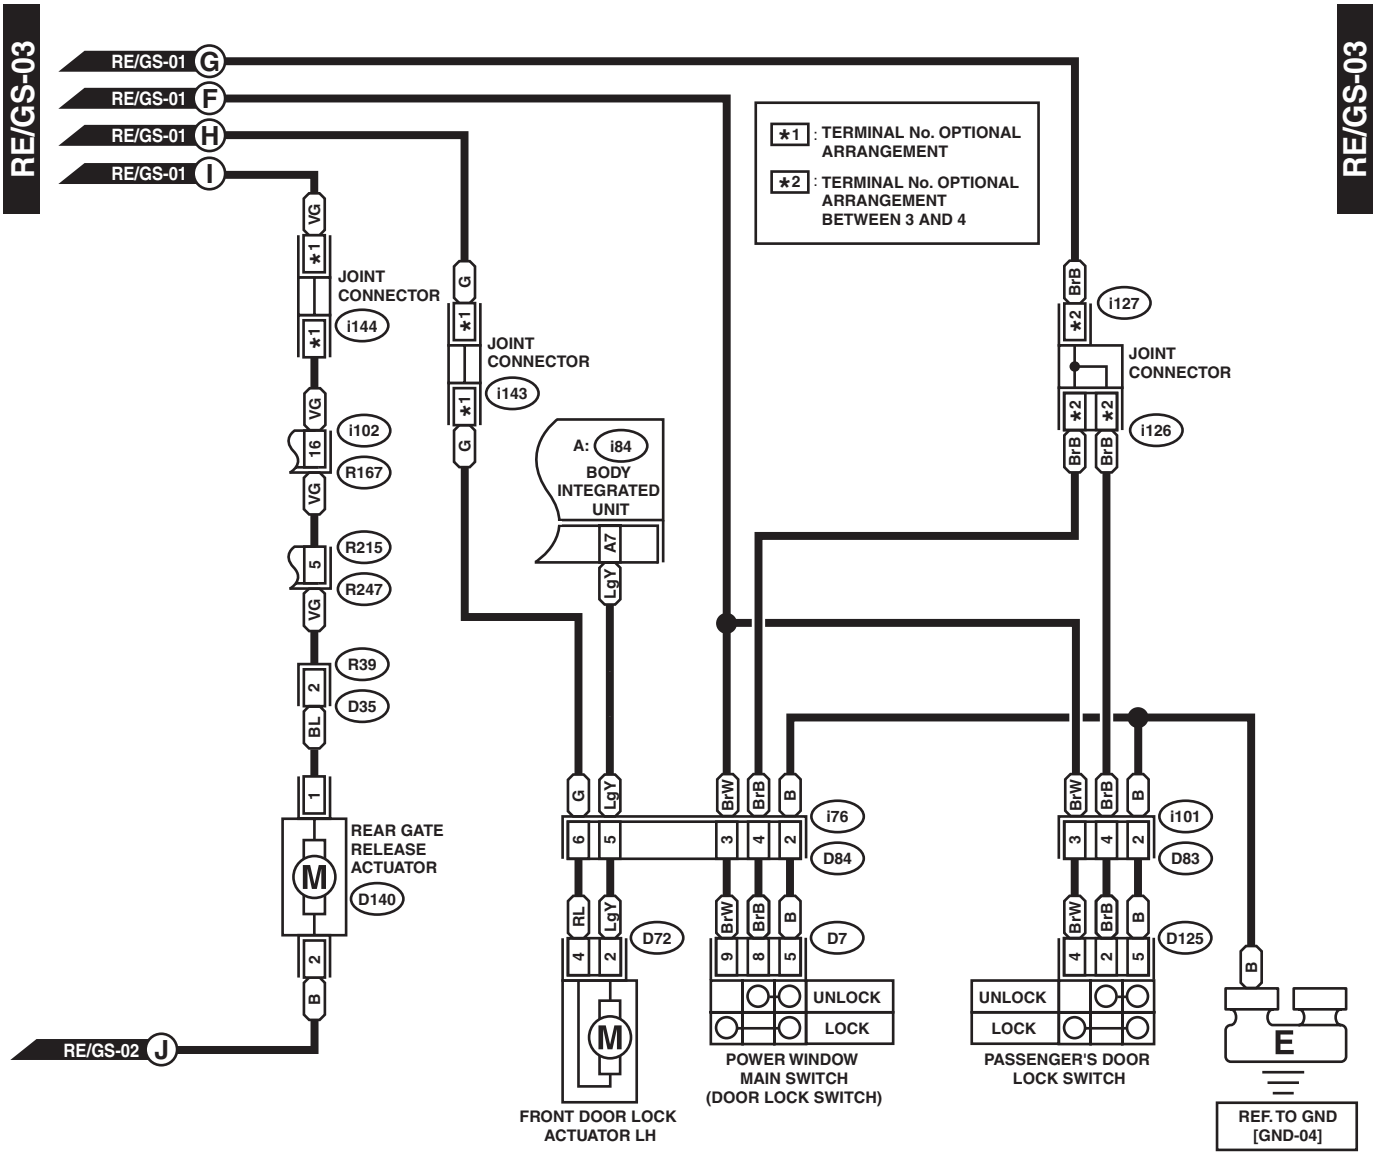 RE/GS-03
RE/GS-03
RE/GS-01 G
RE/GS-01 F
RE/GS-01 H
RE/GS-01 I
*1 : TERMINAL No. OPTIONAL
ARRANGEMENT
*2 : TERMINAL No. OPTIONAL
ARRANGEMENT
BETWEEN 3 AND 4
VG
*1
JOINT
CONNECTOR
*1
i144
VG
i102
16
R167
VG
R215
5
R247
VG
R39
2
D35
BL
1
REAR GATE
RELEASE
ACTUATOR
M
D140
2
B
RE/GS-02 J
G
*1
JOINT
CONNECTOR
*1
i143
G
A: i84
BODY
INTEGRATED
UNIT
A7
LgY
BrB
i127
*2
JOINT
CONNECTOR
*2 *2
i126
BrB BrB
G LgY BrW BrB B
i76
6 5 3 4 2
D84
RL LgY BrW BrB B
D72
D7
4 2 9 8 5
UNLOCK
LOCK
M
POWER WINDOW
MAIN SWITCH
(DOOR LOCK SWITCH)
FRONT DOOR LOCK
ACTUATOR LH
BrW BrB B
i101
3 4 2
D83
BrW BrB B
D125
4 2 5
UNLOCK
LOCK
PASSENGER'S DOOR
LOCK SWITCH
B
E
REF. TO GND
[GND-04]